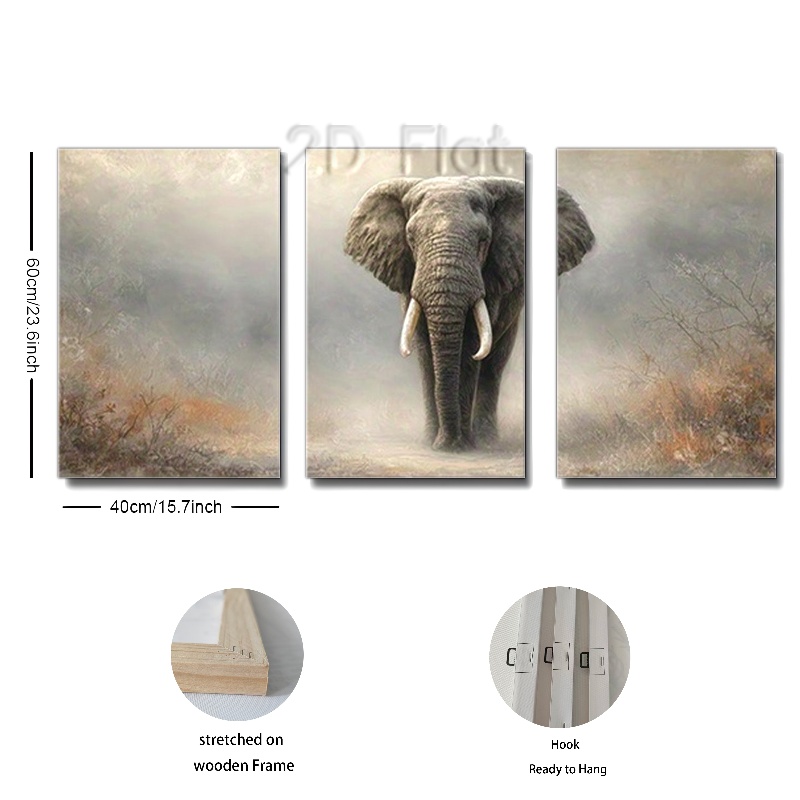 2D Flat
60cm/23.6inch
40cm/15.7inch
stretched on
wooden Frame
Hook
Ready to Hang